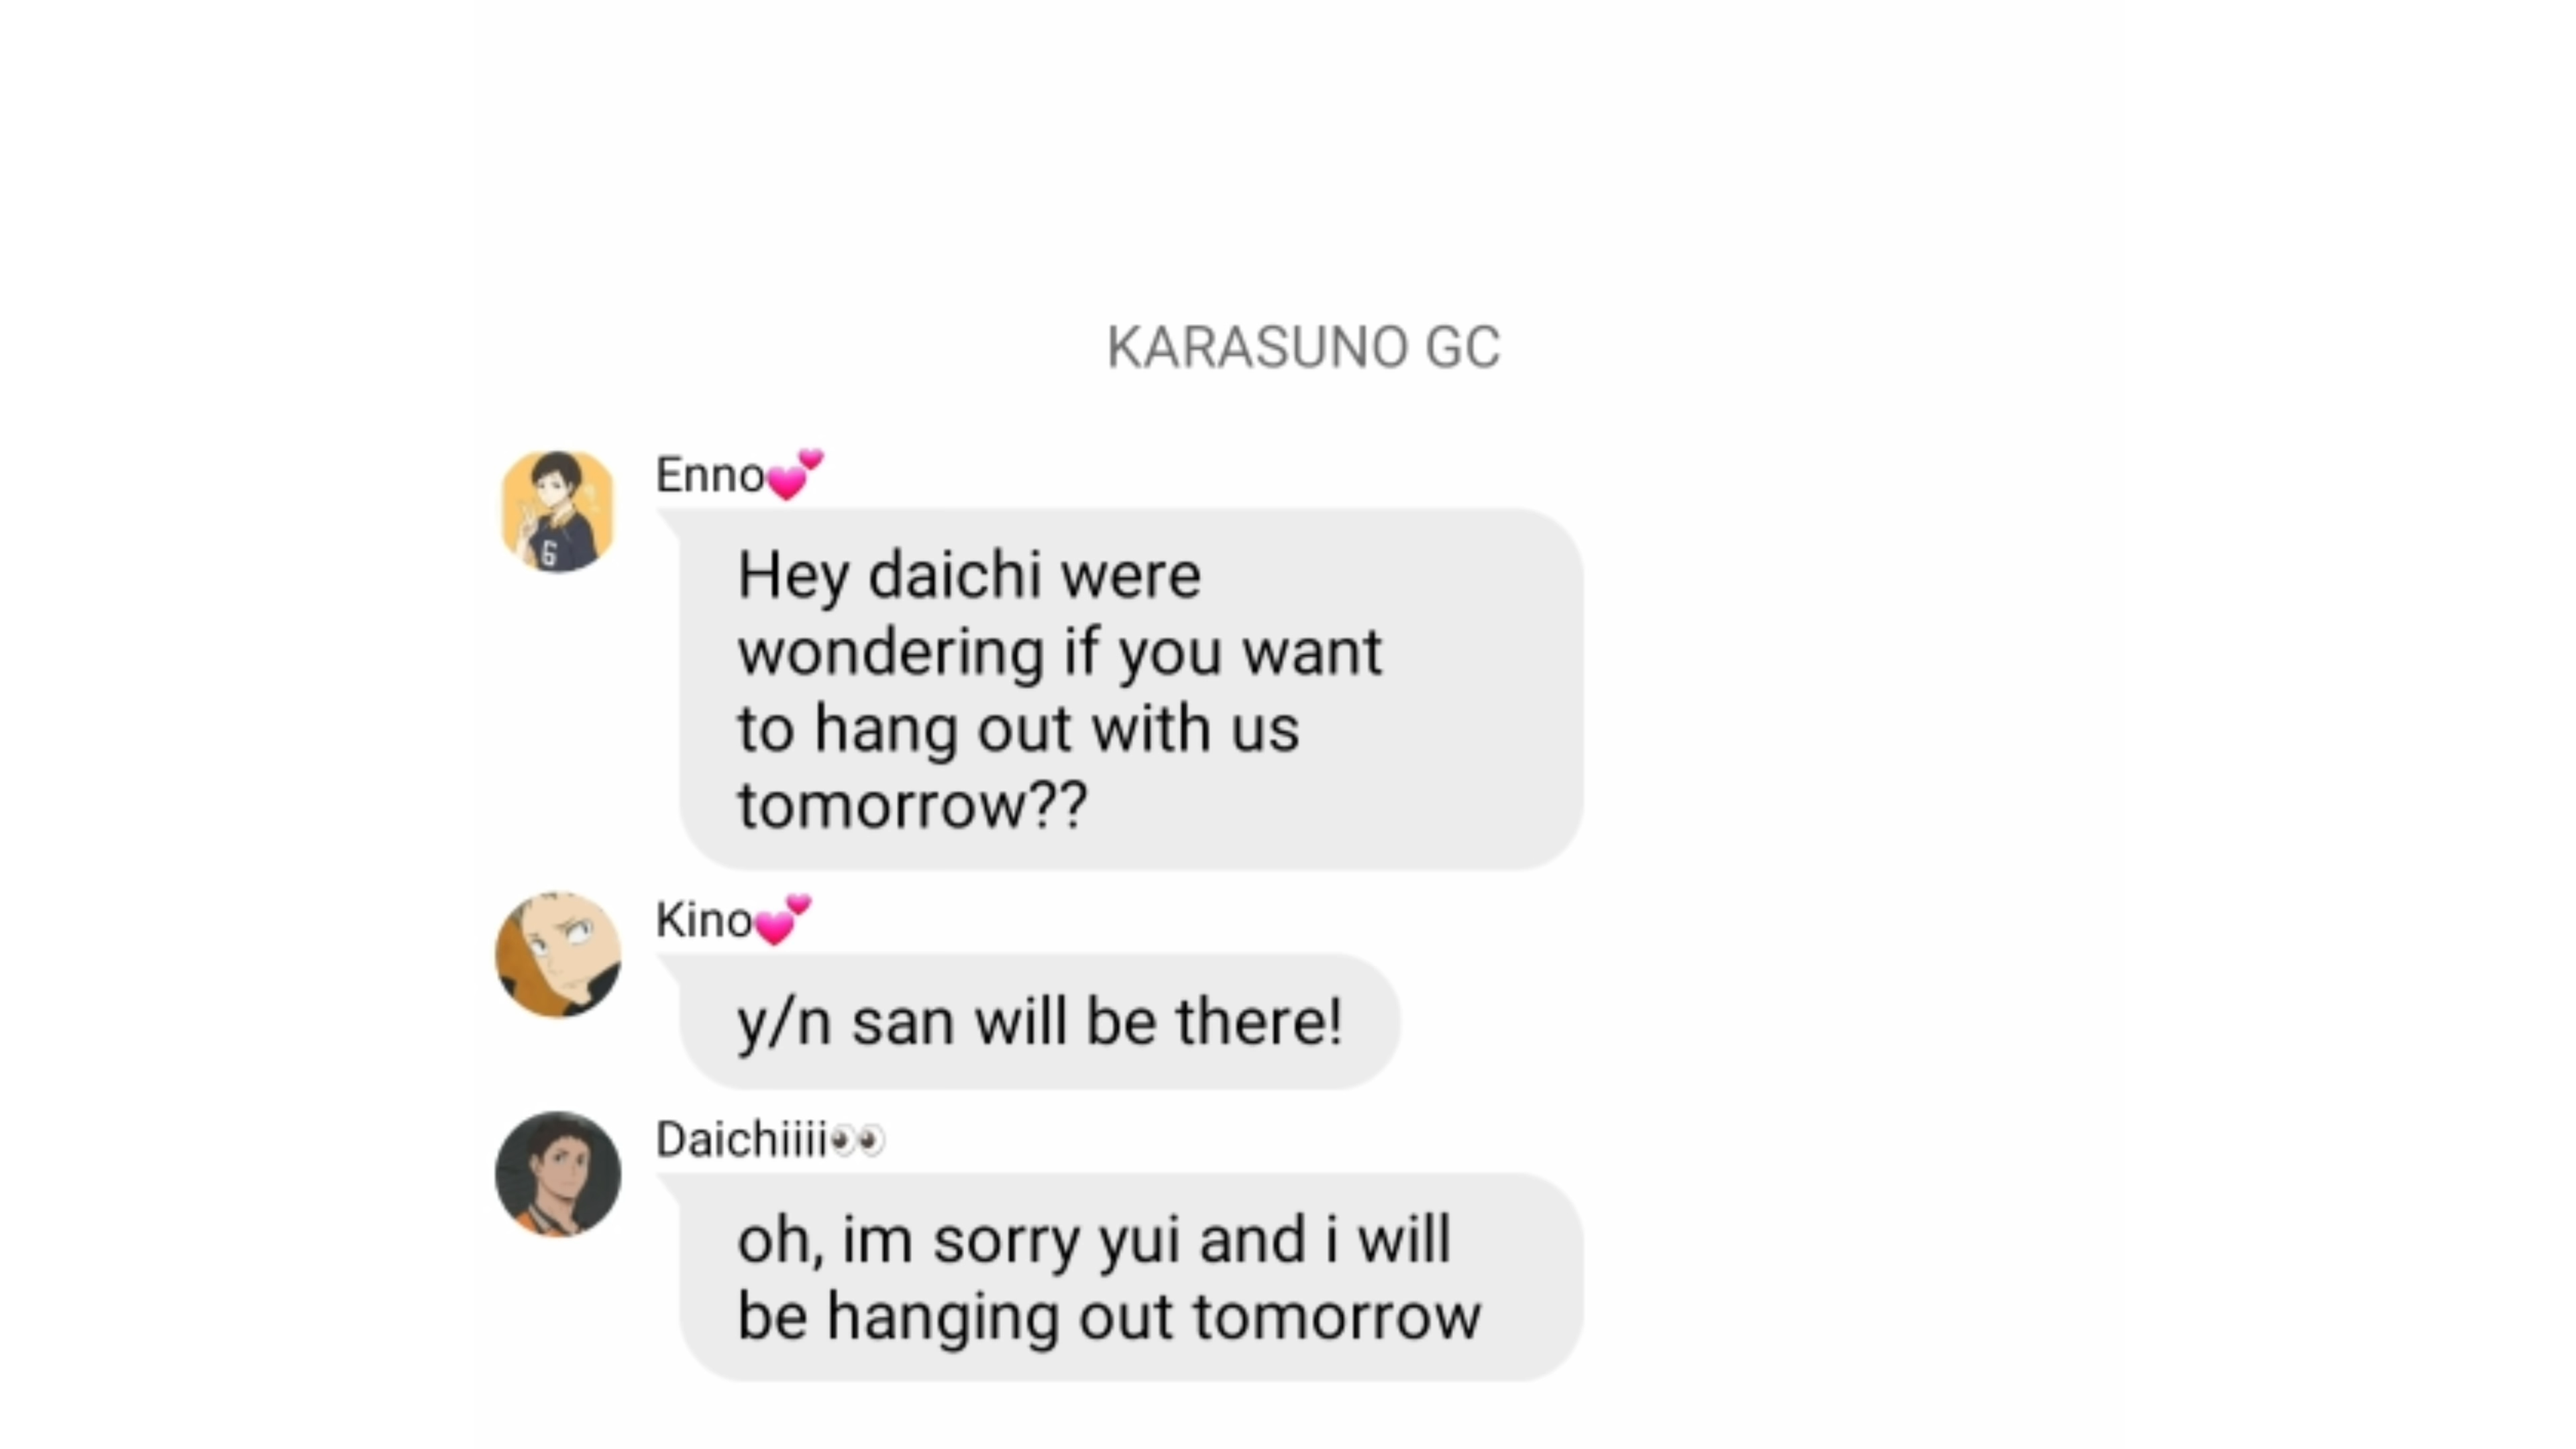 KARASUNO GC
Enno💕
Hey daichi were
wondering if you want
to hang out with us
tomorrow??
Kino💕
y/n san will be there!
Daichiiii👀
oh, im sorry yui and i will
be hanging out tomorrow